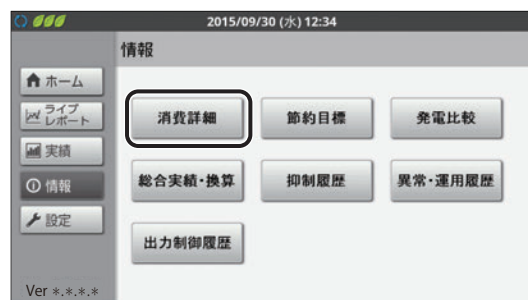 2015/09/30 (水) 12:34
情報
ホーム
ライブ
レポート
実績
情報
設定
Ver *.*.*.*
消費詳細
節約目標
発電比較
総合実績・換算
抑制履歴
異常・運用履歴
出力制御履歴